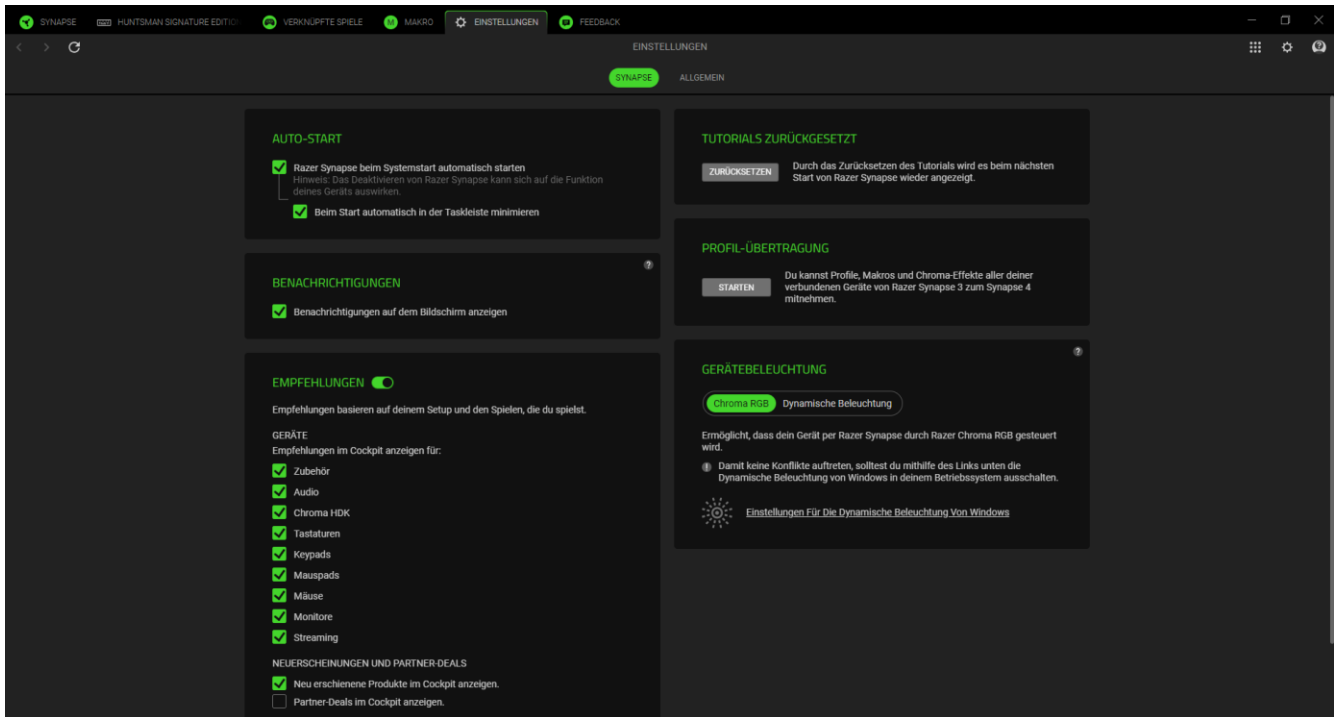 SYNAPSE
HUNTSMAN SIGNATURE EDITIO
VERKNÜPFTE SPIELE
MAKRO
EINSTELLUNGEN
FEEDBACK
EINSTELLUNGEN
SYNAPSE
ALLGEMEIN
AUTO-START
Razer Synapse beim Systemstart automatisch starten
Hinweis: Das Deaktivieren von Razer Synapse kann sich auf die Funktion
deines Geräts auswirken.
Beim Start automatisch in der Taskleiste minimieren
BENACHRICHTIGUNGEN
Benachrichtigungen auf dem Bildschirm anzeigen
EMPFEHLUNGEN
Empfehlungen basieren auf deinem Setup und den Spielen, die du spielst.
GERÄTE
Empfehlungen im Cockpit anzeigen für:
Zubehör
Audio
Chroma HDK
Tastaturen
Keypads
Mauspads
Mäuse
Monitore
Streaming
NEUERSCHEINUNGEN UND PARTNER-DEALS
Neu erschienene Produkte im Cockpit anzeigen.
Partner-Deals im Cockpit anzeigen.
TUTORIALS ZURÜCKGESETZT
ZURÜCKSETZEN
Durch das Zurücksetzen des Tutorials wird es beim nächsten
Start von Razer Synapse wieder angezeigt.
PROFIL-ÜBERTRAGUNG
STARTEN
Du kannst Profile, Makros und Chroma-Effekte aller deiner
verbundenen Geräte von Razer Synapse 3 zum Synapse 4
mitnehmen.
GERÄTEBELEUCHTUNG
Chroma RGB
Dynamische Beleuchtung
Ermöglicht, dass dein Gerät per Razer Synapse durch Razer Chroma RGB gesteuert
wird.
Damit keine Konflikte auftreten, solltest du mithilfe des Links unten die
Dynamische Beleuchtung von Windows in deinem Betriebssystem ausschalten.
Einstellungen Für Die Dynamische Beleuchtung Von Windows